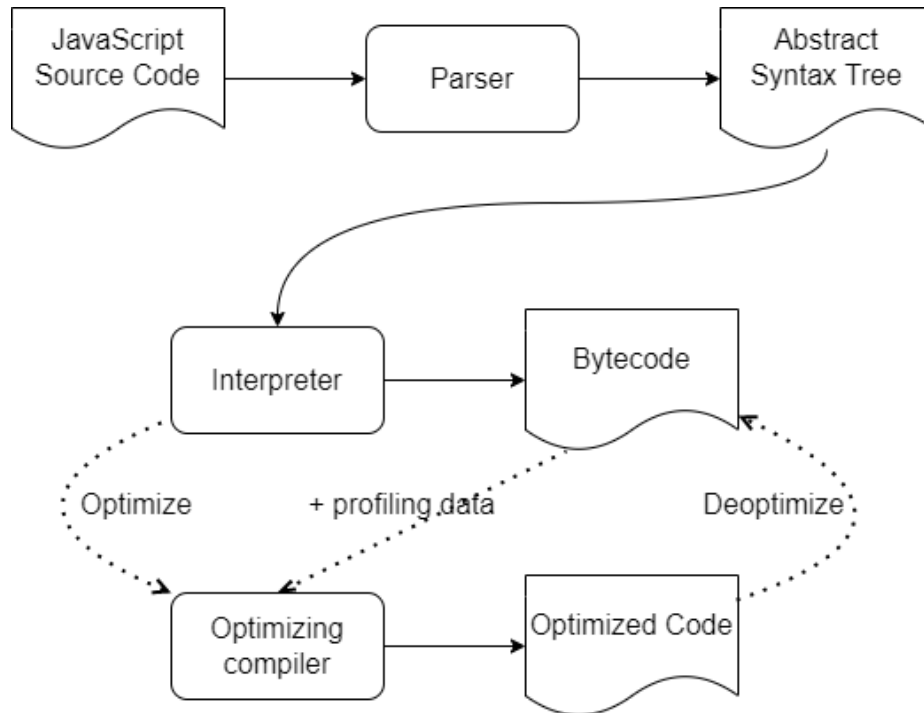 JavaScript
Source Code
Parser
Abstract
Syntax Tree
Interpreter
Bytecode
Optimize
+ profiling data
Deoptimize
Optimizing
compiler
Optimized Code